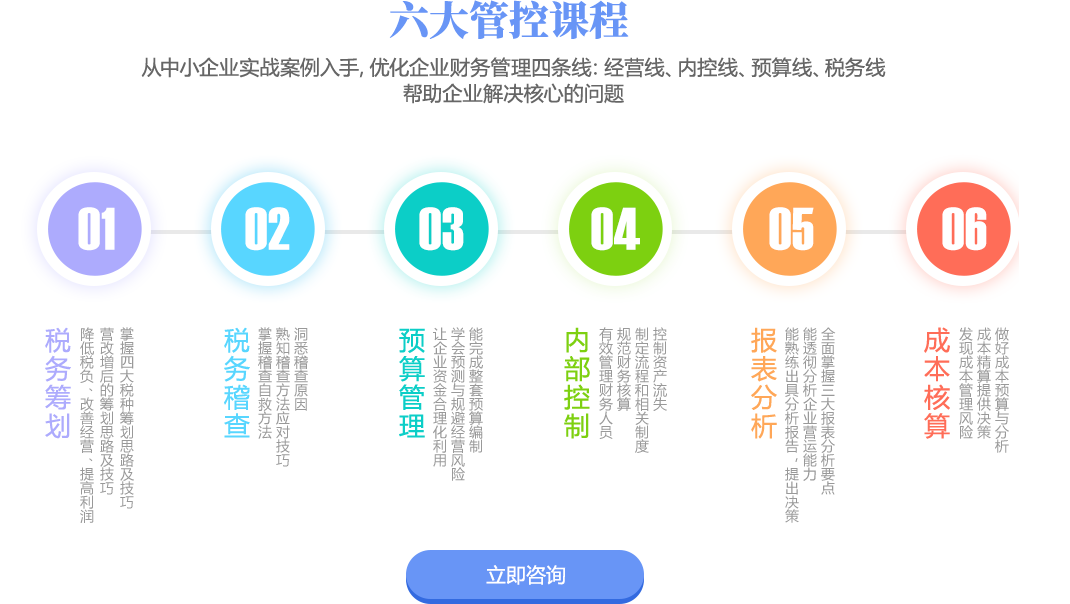 六大管控课程
从中小企业实战案例入手, 优化企业财务管理四条线: 经营线、内控线、预算线、税务线
帮助企业解决核心的问题
01
02
03
04
05
06
税务筹划
掌握四大税种筹划思路及技巧
营改增后的筹划思路及技巧
降低税负、改善经营、提高利润
税务稽查
洞悉稽查原因
熟知稽查方法应对技巧
掌握稽查自救方法
预算管理
能完成整套预算编制
学会预测与规避经营风险
让企业资金合理化利用
内部控制
控制资产流失
制定流程和相关制度
规范财务核算
有效管理财务人员
报表分析
全面掌握三大报表分析要点
能透彻分析企业营运能力
能熟练出具分析报告，提出决策
成本核算
做好成本预算与分析
成本精算提供决策
发现成本管理风险
立即咨询